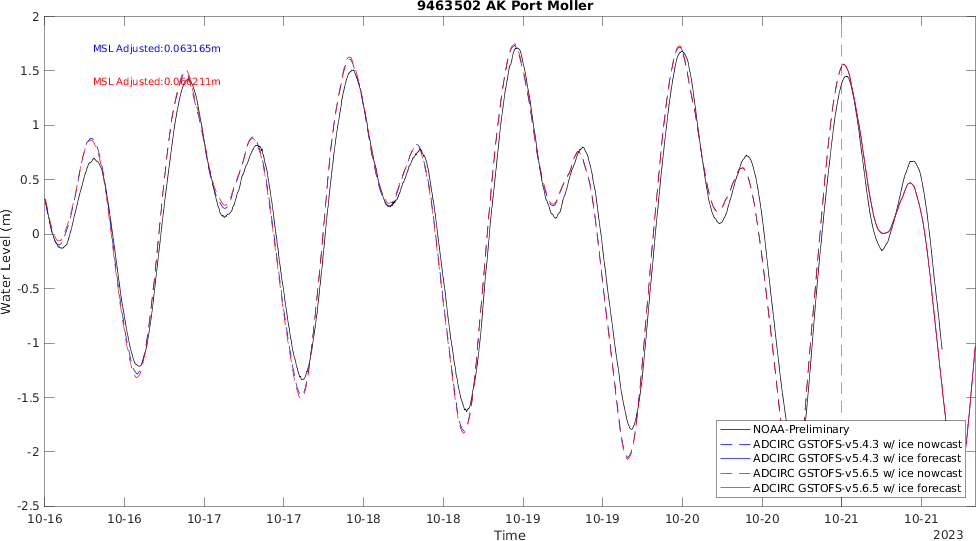 9463502 AK Port Moller
MSL Adjusted:0.063165m
MSL
2
1.5
1
0.5
0
-0.5
-1
-1.5
-2
-2.5
Water Level (m)
NOAA-Preliminary
ADCIRC GSTOFS-v5.4.3 w/ ice nowcast
ADCIRC GSTOFS-v5.4.3 w/ ice forecast
ADCIRC GSTOFS-v5.6.5 w/ ice nowcast
ADCIRC GSTOFS-v5.6.5 w/ ice forecast
10-16 10-16 10-17 10-17 10-18 10-18 10-19 10-19 10-20 10-20 10-21 10-21
Time
2023